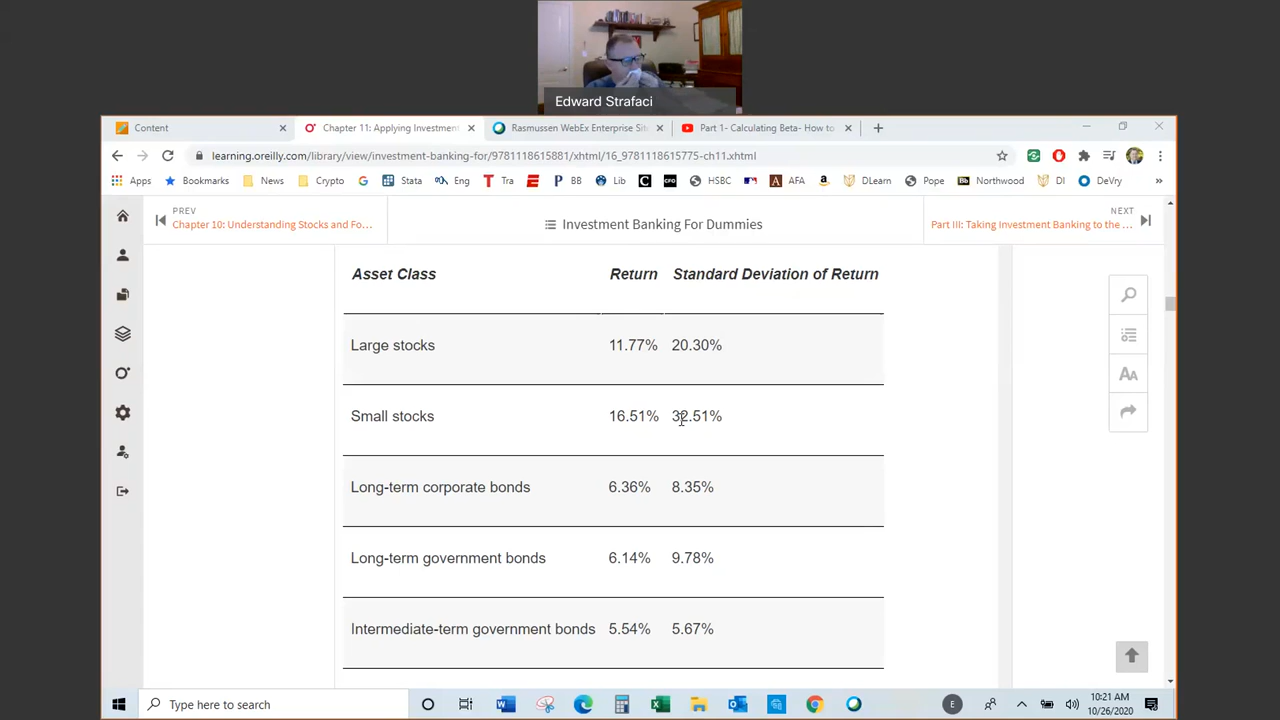 Edward Strafaci
Content
Chapter 11: Applying Investment
Rasmussen WebEx Enterprise Sit
Part 1- Calculating Beta- How to
learning.oreilly.com/library/view/investment-banking-for/9781118615881/xhtml/16_9781118615775-ch11.xhtml
Apps Bookmarks News Crypto Stata Eng Tra BB Lib HSBC AFA DLearn Pope Northwood DI DeVry »
PREV
Chapter 10: Understanding Stocks and Fo...
Investment Banking For Dummies
NEXT
Part III: Taking Investment Banking to the ...
Asset Class Return Standard Deviation of Return
Large stocks 11.77% 20.30%
Small stocks 16.51% 32.51%
Long-term corporate bonds 6.36% 8.35%
Long-term government bonds 6.14% 9.78%
Intermediate-term government bonds 5.54% 5.67%
AA
Type here to search
E
10:21 AM
10/26/2020